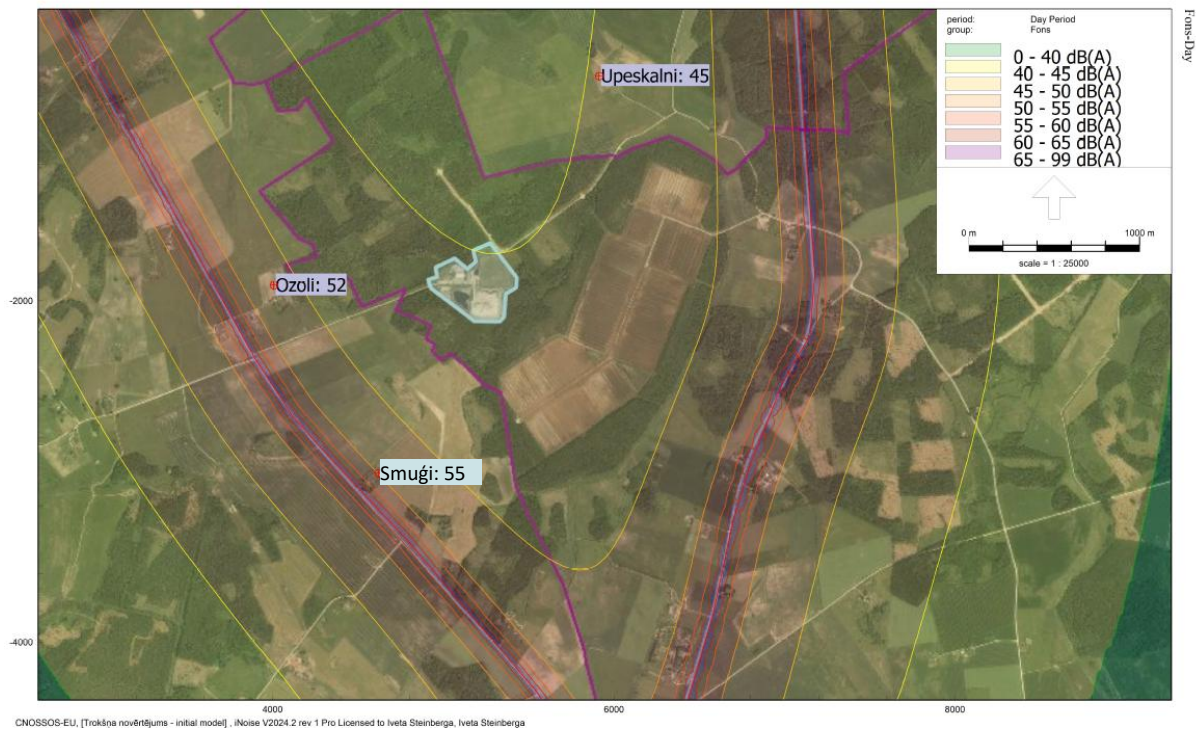 Fons-Day
period: Day Period
group: Fons
0 - 40 dB(A)
40 - 45 dB(A)
45 - 50 dB(A)
50 - 55 dB(A)
55 - 60 dB(A)
60 - 65 dB(A)
65 - 99 dB(A)
0 m 1000 m
scale = 1 : 25000
Upeskalni: 45
Ozoli: 52
Smuģi: 55
-2000
-4000
4000 6000 8000
CNOSSOS-EU, [Trokšņa novērtējums - initial model] , iNoise V2024.2 rev 1 Pro Licensed to Iveta Steinberga, Iveta Steinberga